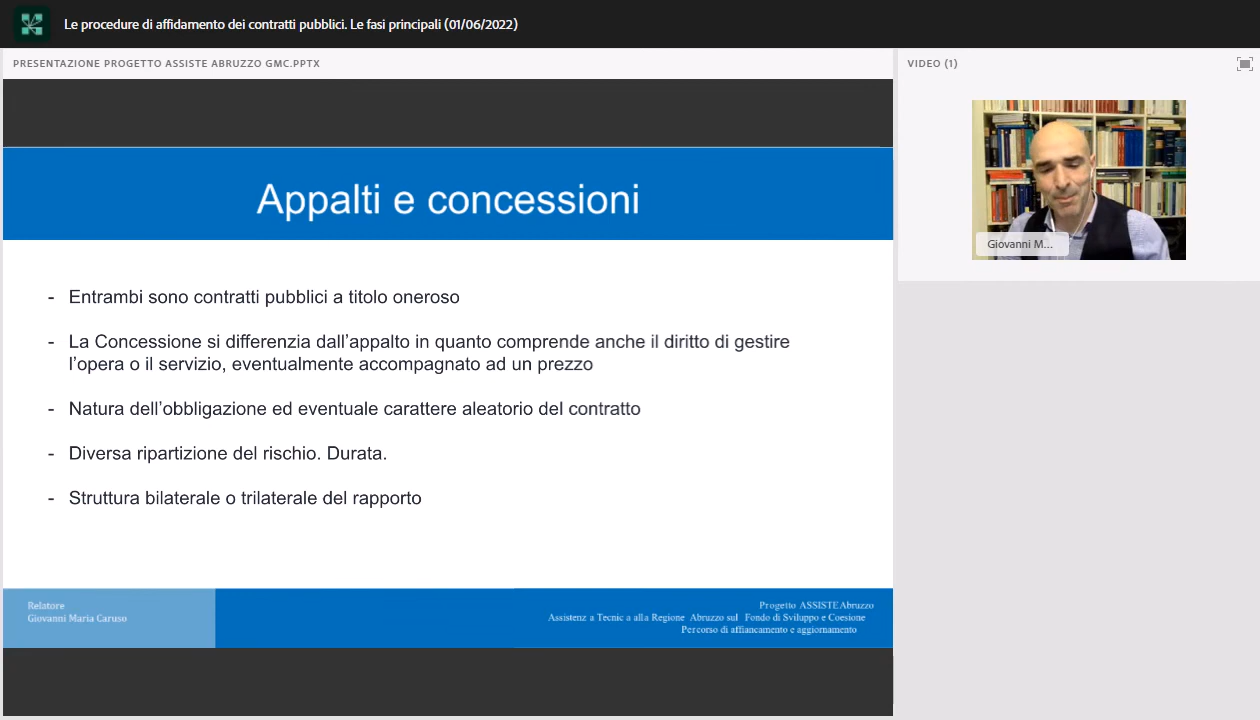 Le procedure di affidamento dei contratti pubblici. Le fasi principali (01/06/2022)
PRESENTAZIONE PROGETTO ASSISTE ABRUZZO GMC.PPTX
VIDEO (1)
Appalti e concessioni
- Entrambi sono contratti pubblici a titolo oneroso
- La Concessione si differenzia dall'appalto in quanto comprende anche il diritto di gestire
l'opera o il servizio, eventualmente accompagnato ad un prezzo
- Natura dell'obbligazione ed eventuale carattere aleatorio del contratto
- Diversa ripartizione del rischio. Durata.
- Struttura bilaterale o trilaterale del rapporto
Giovanni M...
Relatore
Giovanni Maria Caruso
Progetto ASSISTE Abruzzo
Assistenz a Tecnic a alla Regione Abruzzo sul Fondo di Sviluppo e Coesione
Percorso di affiancamento e aggiornamento